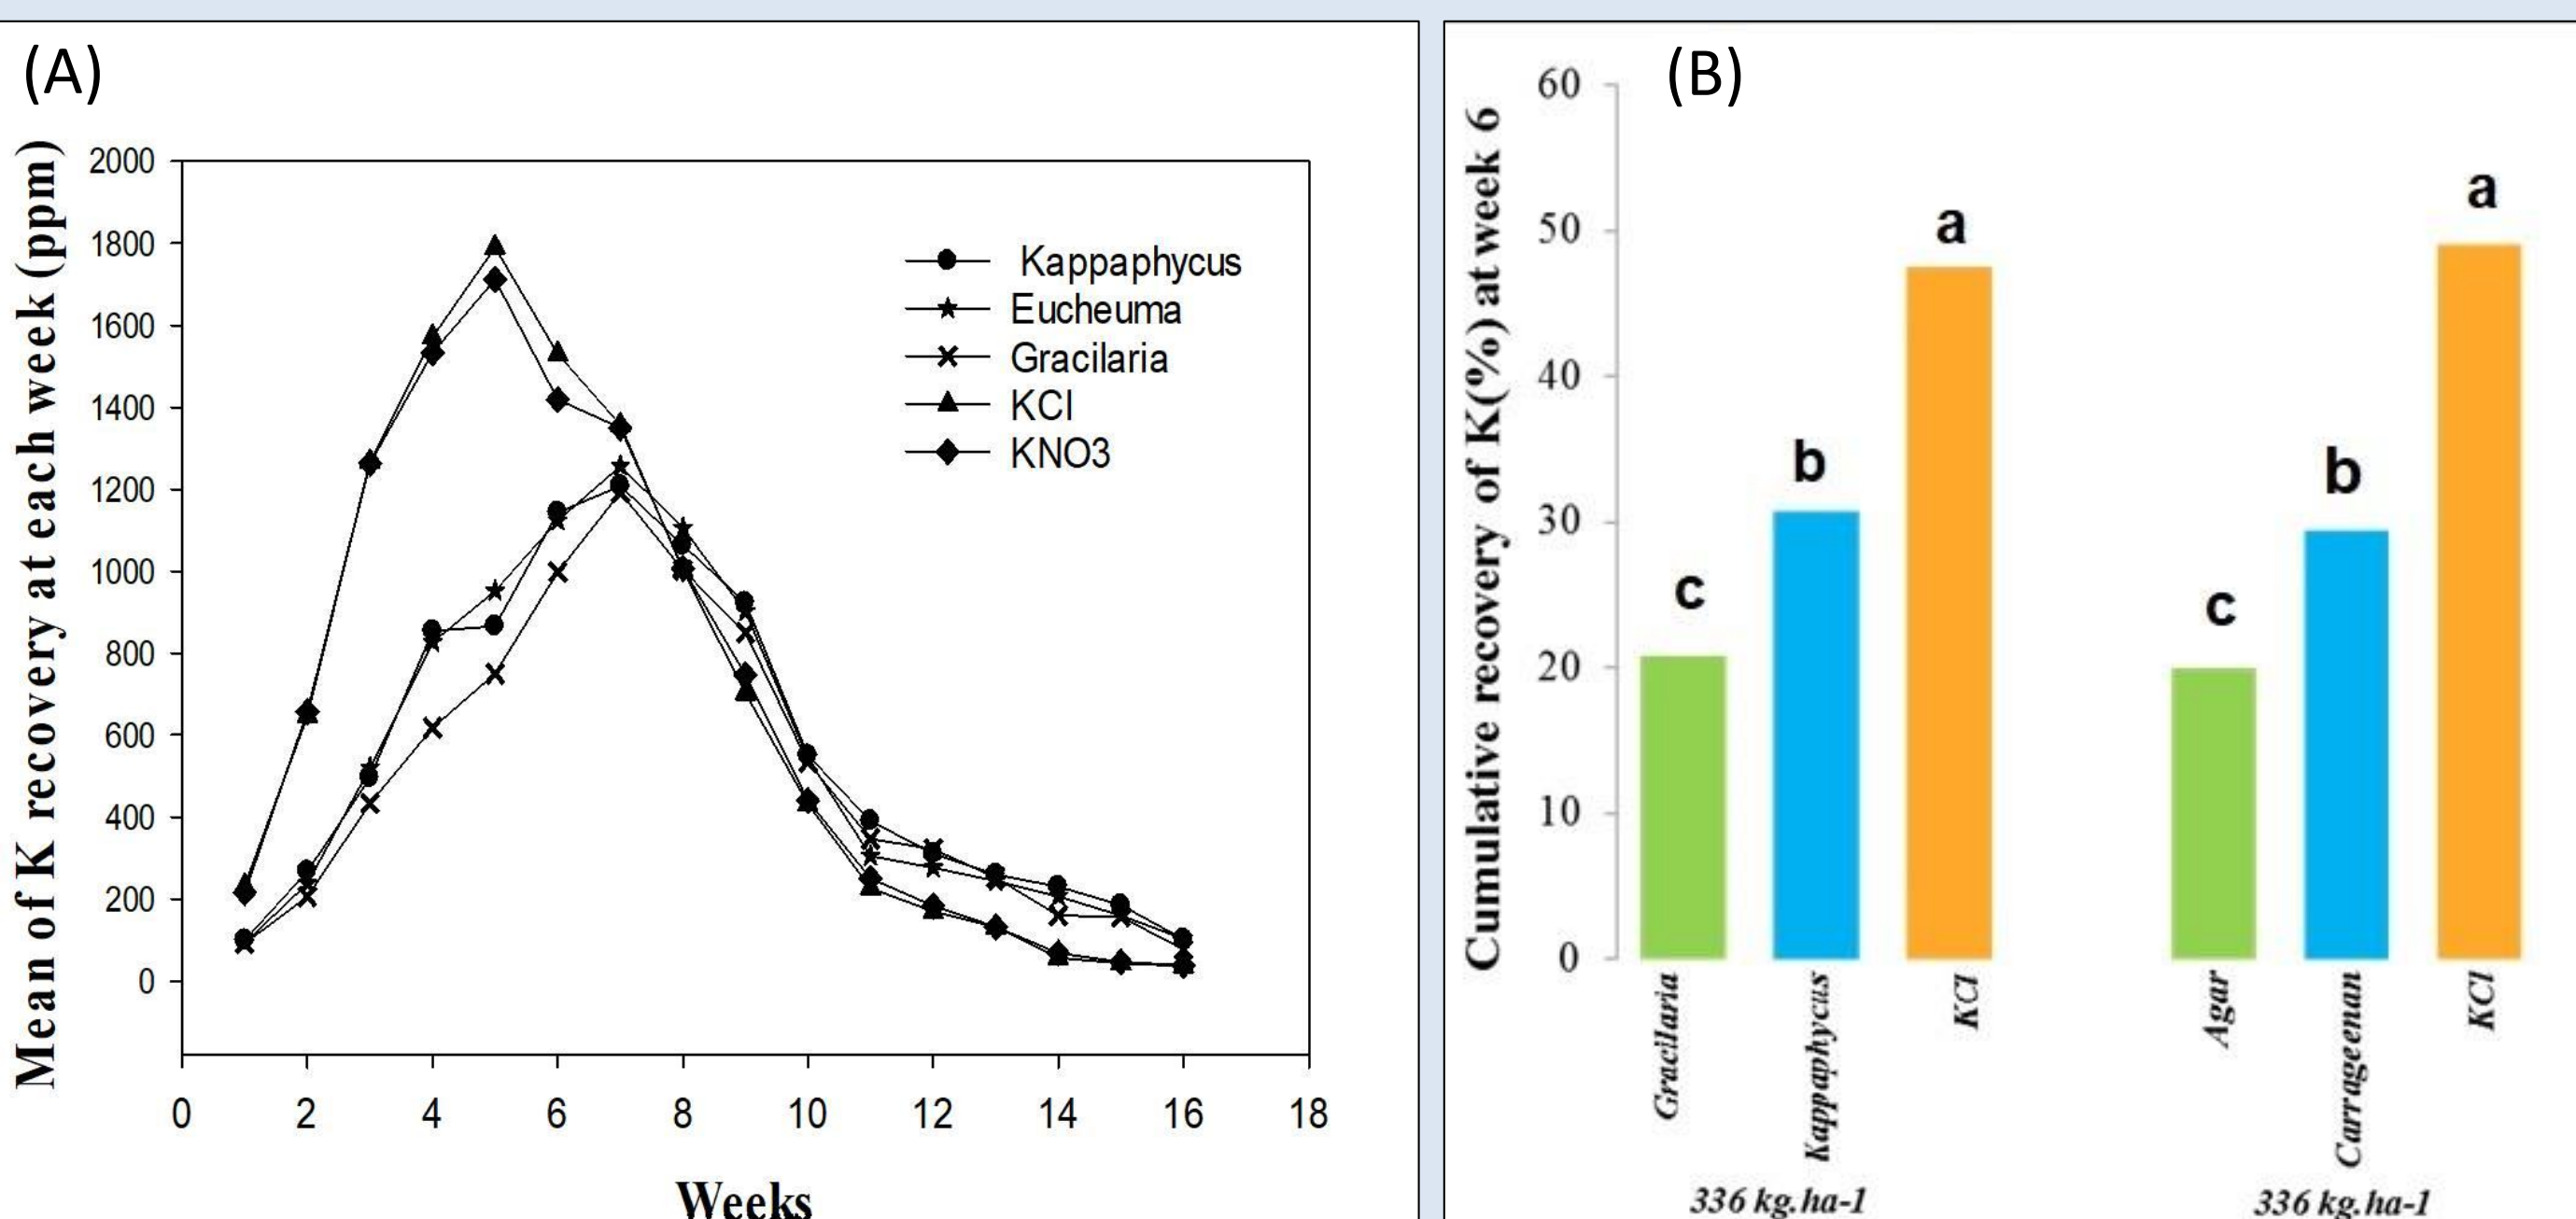 (A)
Mean of K recovery at each week (ppm)
2000
1800
1600
1400
1200
1000
800
600
400
200
0
Kappaphycus
Eucheuma
Gracilaria
KCl
KNO3
0 2 4 6 8 10 12 14 16 18
Weeks
(B)
Cumulative recovery of K(%) at week 6
60
50
40
30
20
10
0
c b a c b a
Gracilaria
Kappaphycus
KCl
Agar
Carrageenan
KCl
336 kg.ha-1 336 kg.ha-1